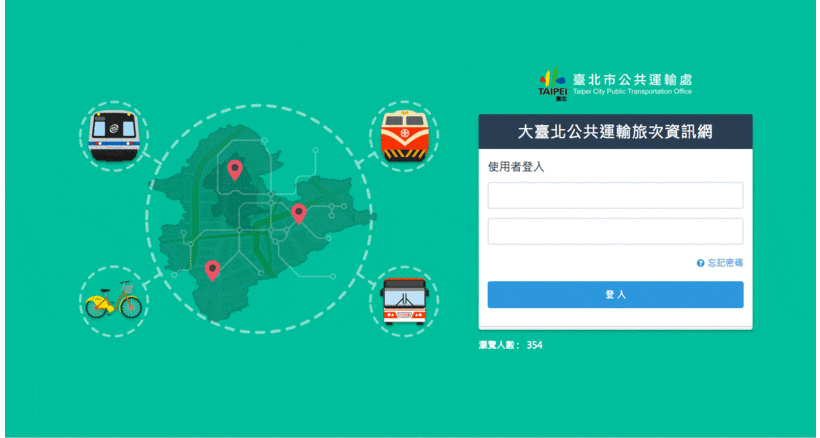 TAIPEI
臺北
臺北市公共運輸處
Taipei City Public Transportation Office
大臺北公共運輸旅次資訊網
使用者登入
忘記密碼
登入
瀏覽人數： 354